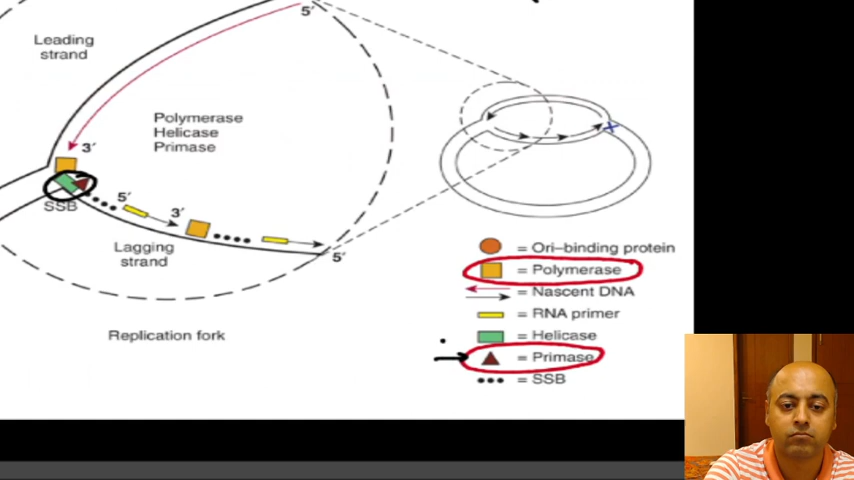 5′
Leading
strand
Polymerase
Helicase
Primase
3′
5′
3′
SSB
Lagging
strand
5′
Replication fork
= Ori–binding protein
= Polymerase
= Nascent DNA
= RNA primer
= Helicase
= Primase
= SSB